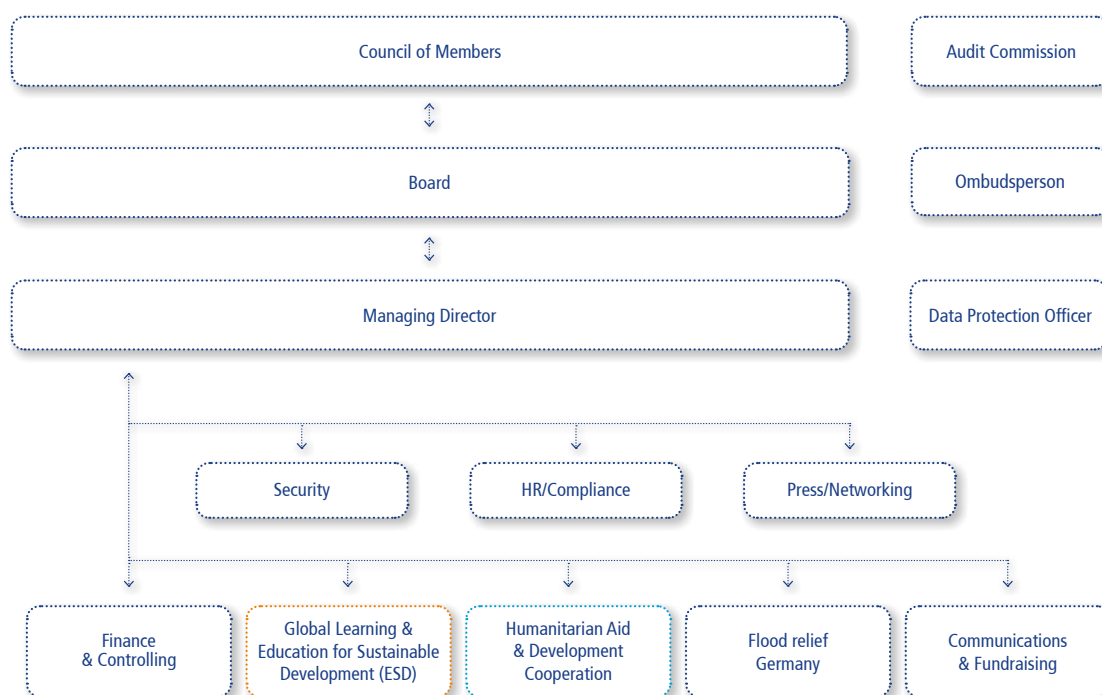 Council of Members
Audit Commission
Board
Ombudsperson
Managing Director
Data Protection Officer
Security
HR/Compliance
Press/Networking
Finance
& Controlling
Global Learning &
Education for Sustainable
Development (ESD)
Humanitarian Aid
& Development
Cooperation
Flood relief
Germany
Communications
& Fundraising